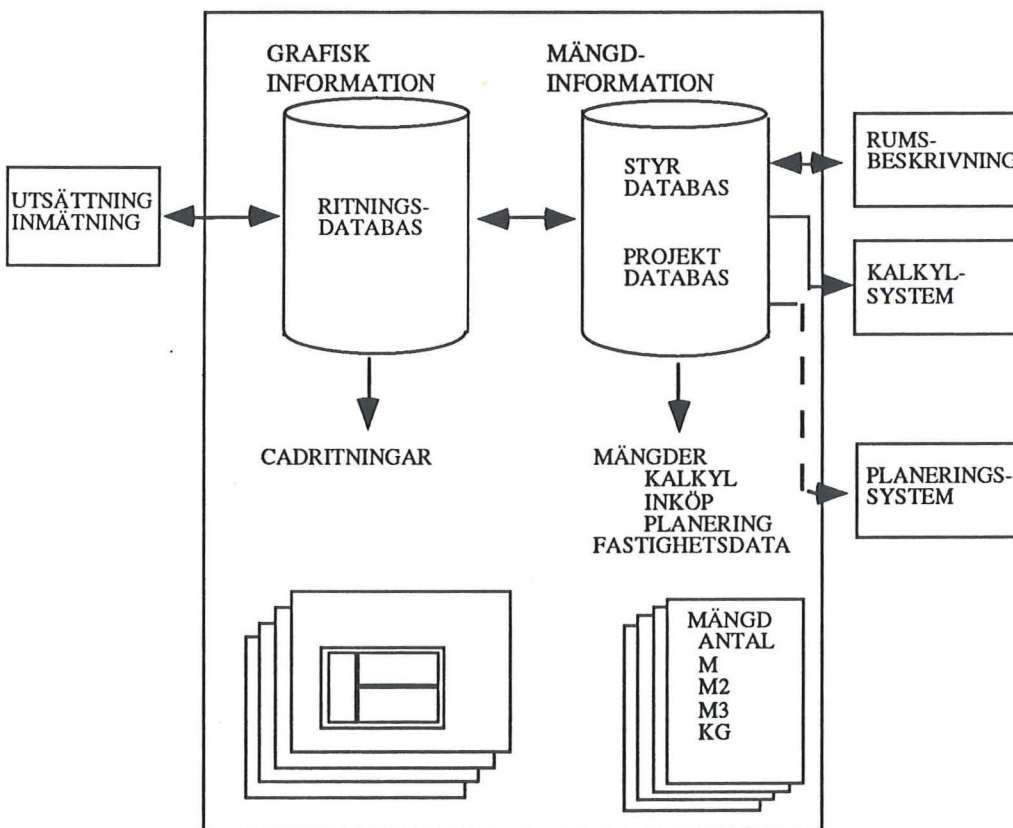 GRAFISK
INFORMATION
MÄNGD-
INFORMATION
UTSÄTTNING
INMÄTNING
RITNINGS-
DATABAS
STYR
DATABAS
PROJEKT
DATABAS
RUMS-
BESKRIVNING
KALKYL-
SYSTEM
PLANERINGS-
SYSTEM
CADRITNINGAR
MÄNGDER
KALKYL
INKÖP
PLANERING
FASTIGHETSDATA
MÄNGD
ANTAL
M
M2
M3
KG